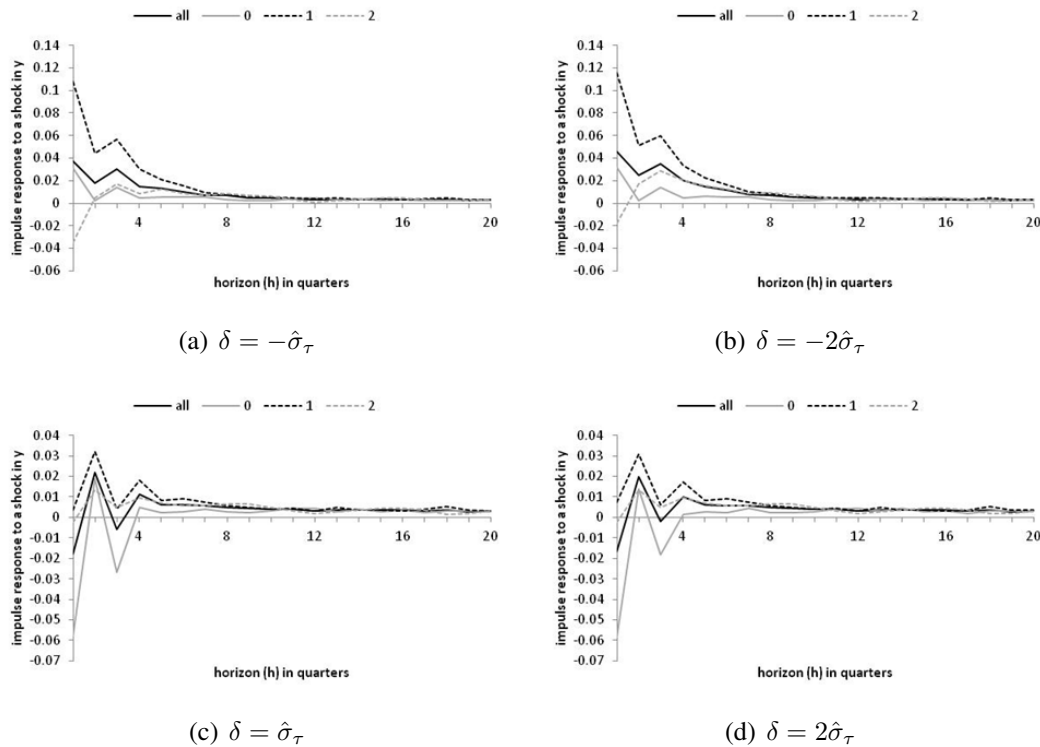 all 0 1 2
all 0 1 2
impulse response to a shock in y
0.14
0.12
0.1
0.08
0.06
0.04
0.02
0
-0.02
-0.04
-0.06
4 8 12 16 20
horizon (h) in quarters
impulse response to a shock in y
0.14
0.12
0.1
0.08
0.06
0.04
0.02
0
-0.02
-0.04
-0.06
4 8 12 16 20
horizon (h) in quarters
(a) δ = −σ̂τ
(b) δ = −2σ̂τ
all 0 1 2
all 0 1 2
impulse response to a shock in y
0.04
0.03
0.02
0.01
0
-0.01
-0.02
-0.03
-0.04
-0.05
-0.06
-0.07
4 8 12 16 20
horizon (h) in quarters
impulse response to a shock in y
0.04
0.03
0.02
0.01
0
-0.01
-0.02
-0.03
-0.04
-0.05
-0.06
-0.07
4 8 12 16 20
horizon (h) in quarters
(c) δ = σ̂τ
(d) δ = 2σ̂τ